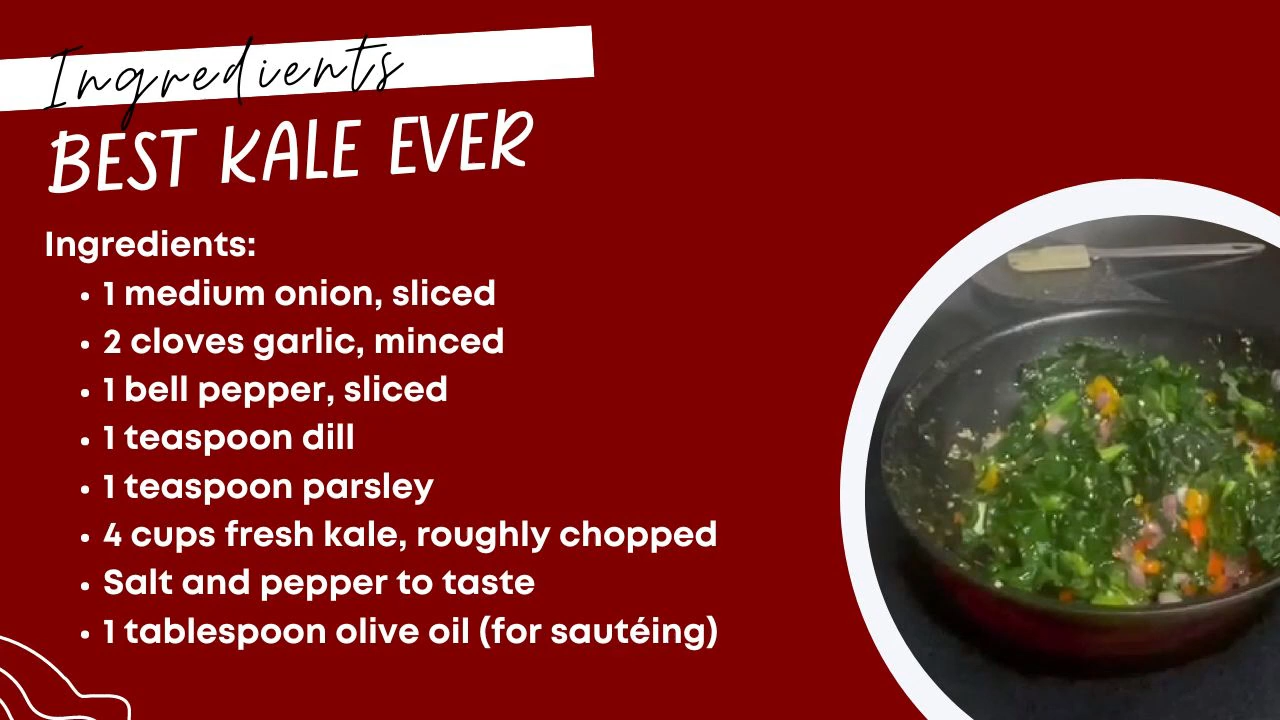 Ingredients
BEST KALE EVER
Ingredients:
• 1 medium onion, sliced
• 2 cloves garlic, minced
• 1 bell pepper, sliced
• 1 teaspoon dill
• 1 teaspoon parsley
• 4 cups fresh kale, roughly chopped
• Salt and pepper to taste
• 1 tablespoon olive oil (for sautéing)